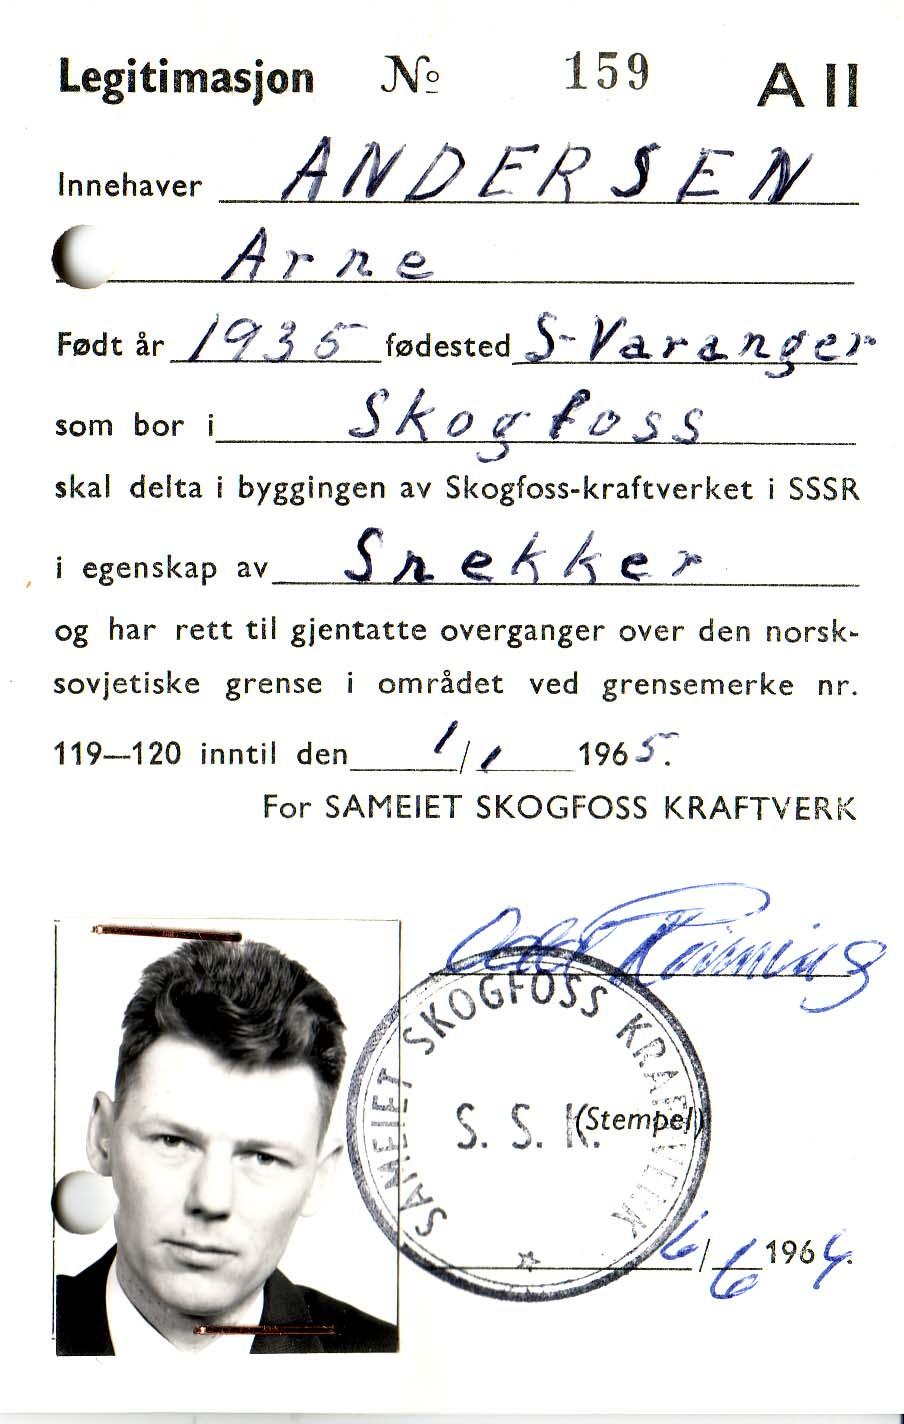 Legitimasjon № 159 A II
Innehaver ANDERSEN
Arne
Født år 1935 fødested S-Varanger
som bor i Skogfoss
skal delta i byggingen av Skogfoss-kraftverket i SSSR
i egenskap av Snekker
og har rett til gjentatte overganger over den norsk-
sovjetiske grense i området ved grensemerke nr.
119—120 inntil den 1/1 1965.
For SAMEIET SKOGFOSS KRAFTVERK
SAMEIET SKOGFOSS KRAFTVERK
S. S. K.
(Stempel)
6/6 1964.